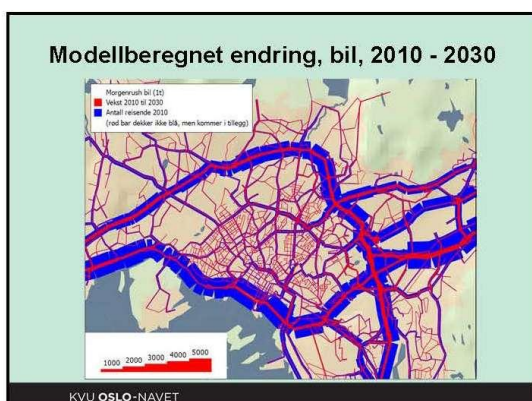 Modellberegnet endring, bil, 2010 - 2030
Morgenrush bil (1t)
Vekst 2010 til 2030
Antall reisende 2010
(rød bar dekker ikke blå, men kommer i tillegg)
1000 2000 3000 4000 5000
KVU OSLO-NAVET